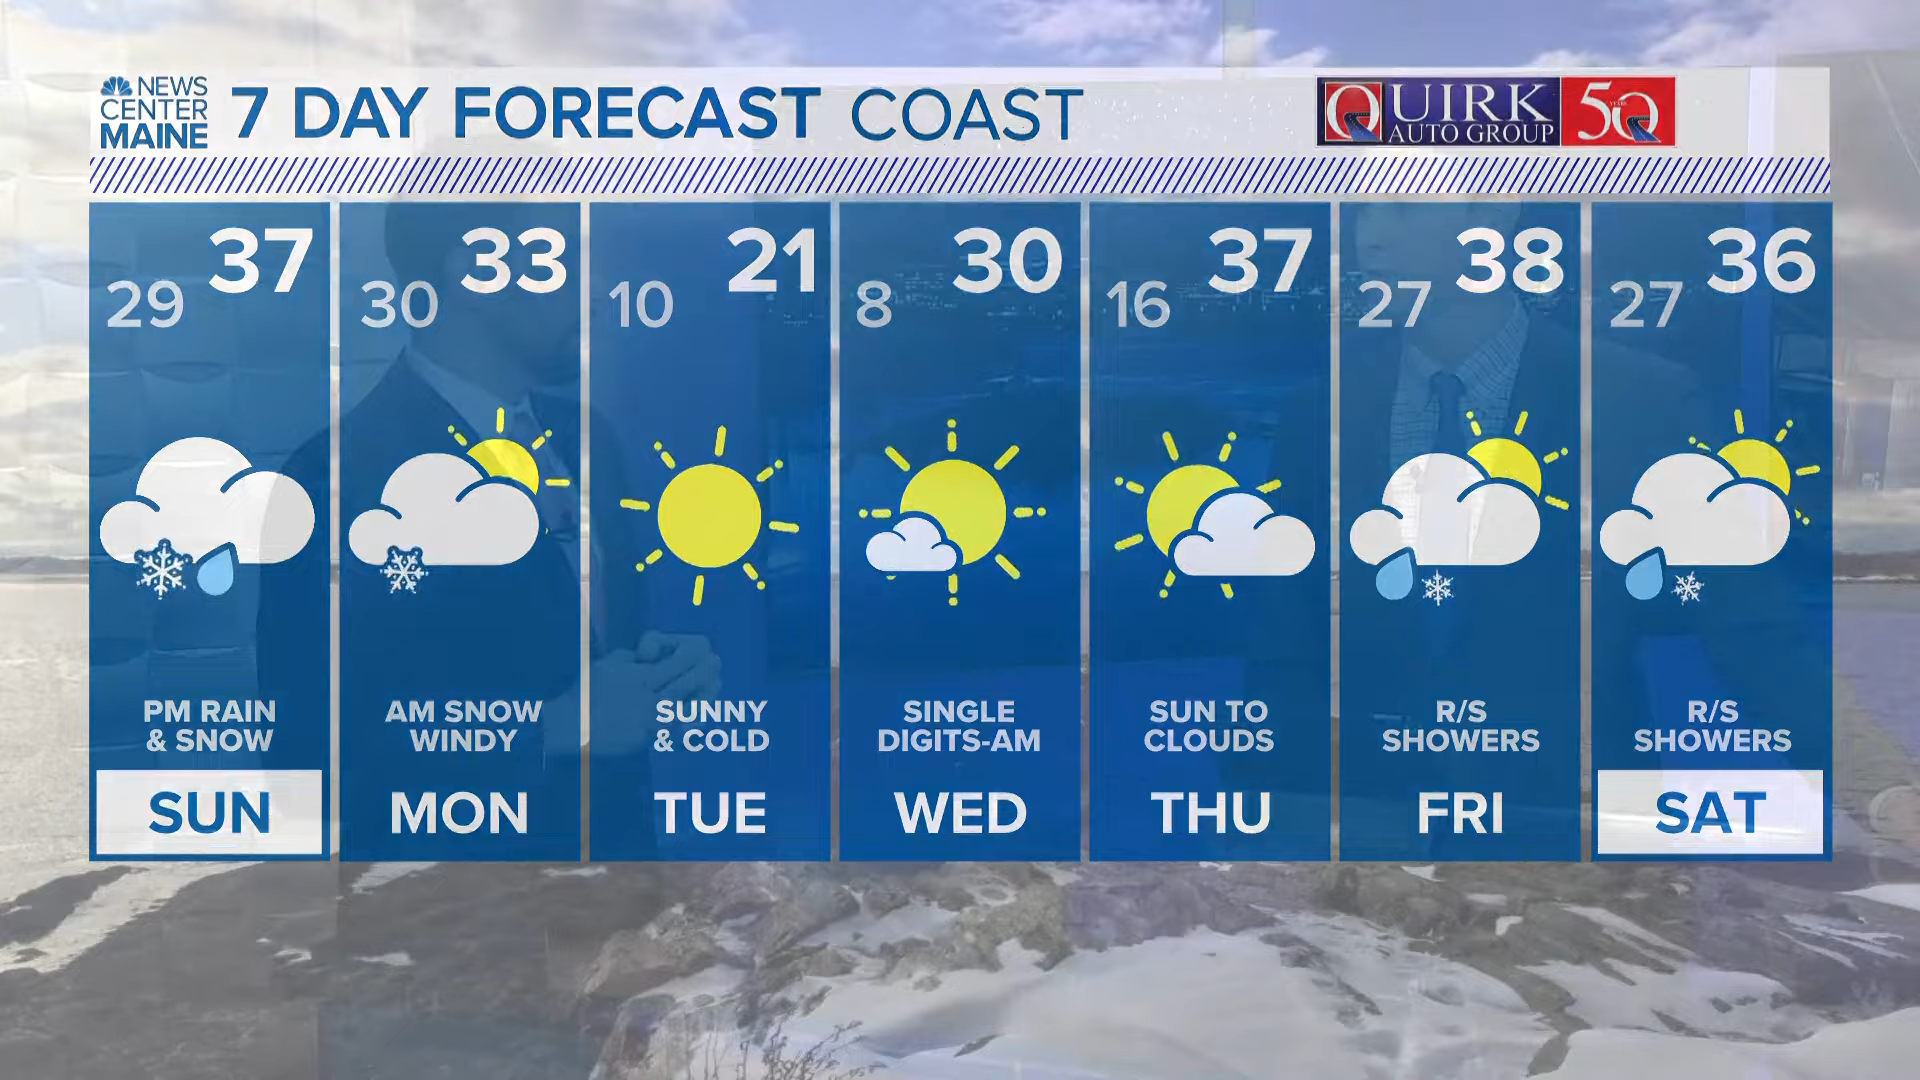 NEWS
CENTER
MAINE
7 DAY FORECAST COAST
QUIRK
AUTO GROUP
50
YEARS
29 37
30 33
10 21
8 30
16 37
27 38
27 36
PM RAIN
& SNOW
AM SNOW
WINDY
SUNNY
& COLD
SINGLE
DIGITS-AM
SUN TO
CLOUDS
R/S
SHOWERS
R/S
SHOWERS
SUN
MON
TUE
WED
THU
FRI
SAT